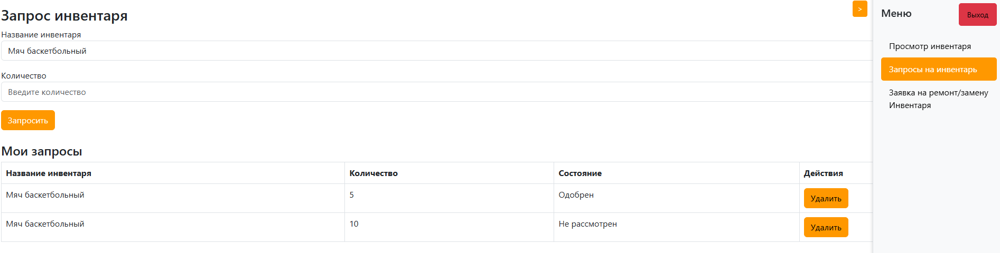 Запрос инвентаря
>
Меню
Выход
Название инвентаря
Мяч баскетбольный
Количество
Введите количество
Запросить
Просмотр инвентаря
Запросы на инвентарь
Заявка на ремонт/замену
Инвентаря
Мои запросы
Название инвентаря Количество Состояние Действия
Мяч баскетбольный 5 Одобрен Удалить
Мяч баскетбольный 10 Не рассмотрен Удалить